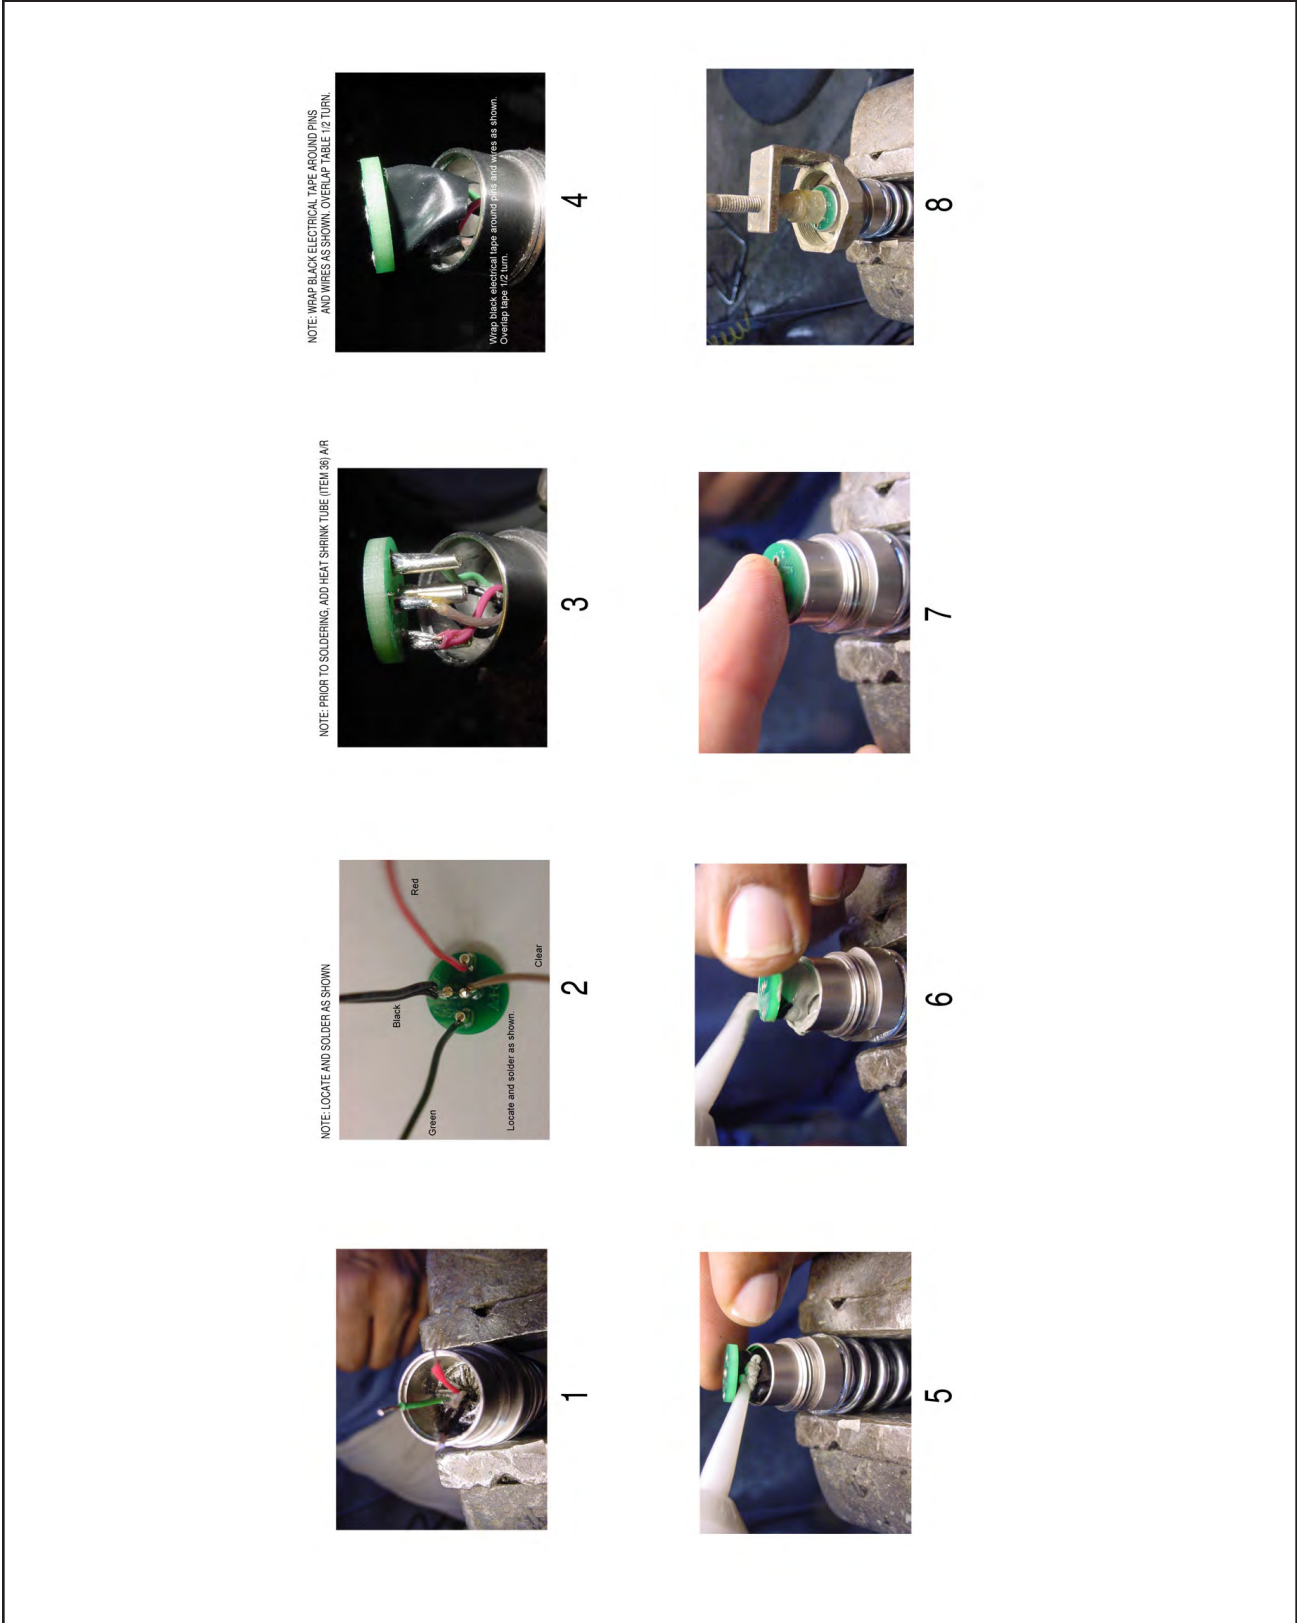 1
NOTE: LOCATE AND SOLDER AS SHOWN
Green
Black
Red
Clear
Locate and solder as shown.
2
NOTE: PRIOR TO SOLDERING, ADD HEAT SHRINK TUBE (ITEM 36) A/R
3
NOTE: WRAP BLACK ELECTRICAL TAPE AROUND PINS
AND WIRES AS SHOWN. OVERLAP TABLE 1/2 TURN.
Wrap black electrical tape around pins and wires as shown.
Overlap tape 1/2 turn.
4
5
6
7
8